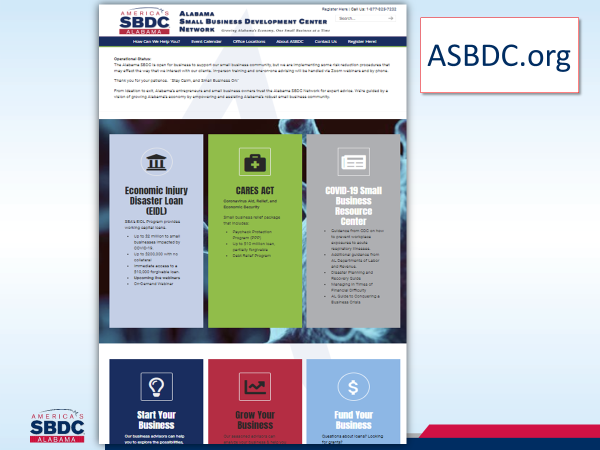 AMERICA'S
SBDC
ALABAMA
ALABAMA
SMALL BUSINESS DEVELOPMENT CENTER
NETWORK
Growing Alabama's Economy, One Small Business at a Time
Register Here! Call Us: 1-877-825-7233
Search...
How Can We Help You?
Event Calendar
Office Locations
About ASBDC
Contact Us
Register Here!
ASBDC.org
Operational Status:
The Alabama SBDC is open for business to support our small business community, but we are implementing some risk reduction procedures that
may affect the way that we interact with our clients. In-person training and one-on-one advising will be handled via Zoom webinars and by phone.
Thank you for your patience. "Stay Calm, and Small Business On"
From ideation to exit, Alabama's entrepreneurs and small business owners trust the Alabama SBDC Network for expert advice. We're guided by a
vision of growing Alabama's economy by empowering and assisting Alabama's robust small business community.
Economic Injury
Disaster Loan
(EIDL)
SBA's EIDL Program provides
working capital loans.
Up to $2 million to small
businesses impacted by
COVID-19.
Up to $200,000 with no
collateral
Immediate access to a
$10,000 forgivable loan.
Upcoming live webinars
On-Demand Webinar
CARES ACT
Coronavirus Aid, Relief, and
Economic Security
Small business relief package
that includes:
Paycheck Protection
Program (PPP)
Up to $10 million loan,
partially forgivable
Debt Relief Program
COVID-19 Small
Business
Resource
Center
Guidance from CDC on how
to prevent workplace
exposures to acute
respiratory illnesses
Additional guidance from
AL Departments of Labor
and Revenue
Disaster Planning and
Recovery Guide
Managing in Times of
Financial Difficulty
AL Guide to Conquering a
Business Crisis
Start Your
Business
Our business advisors can help
you to explore the possibilities,
Grow Your
Business
Fund Your
Business
Questions about loans? Looking
for grants?
AMERICA'S
SBDC
ALABAMA